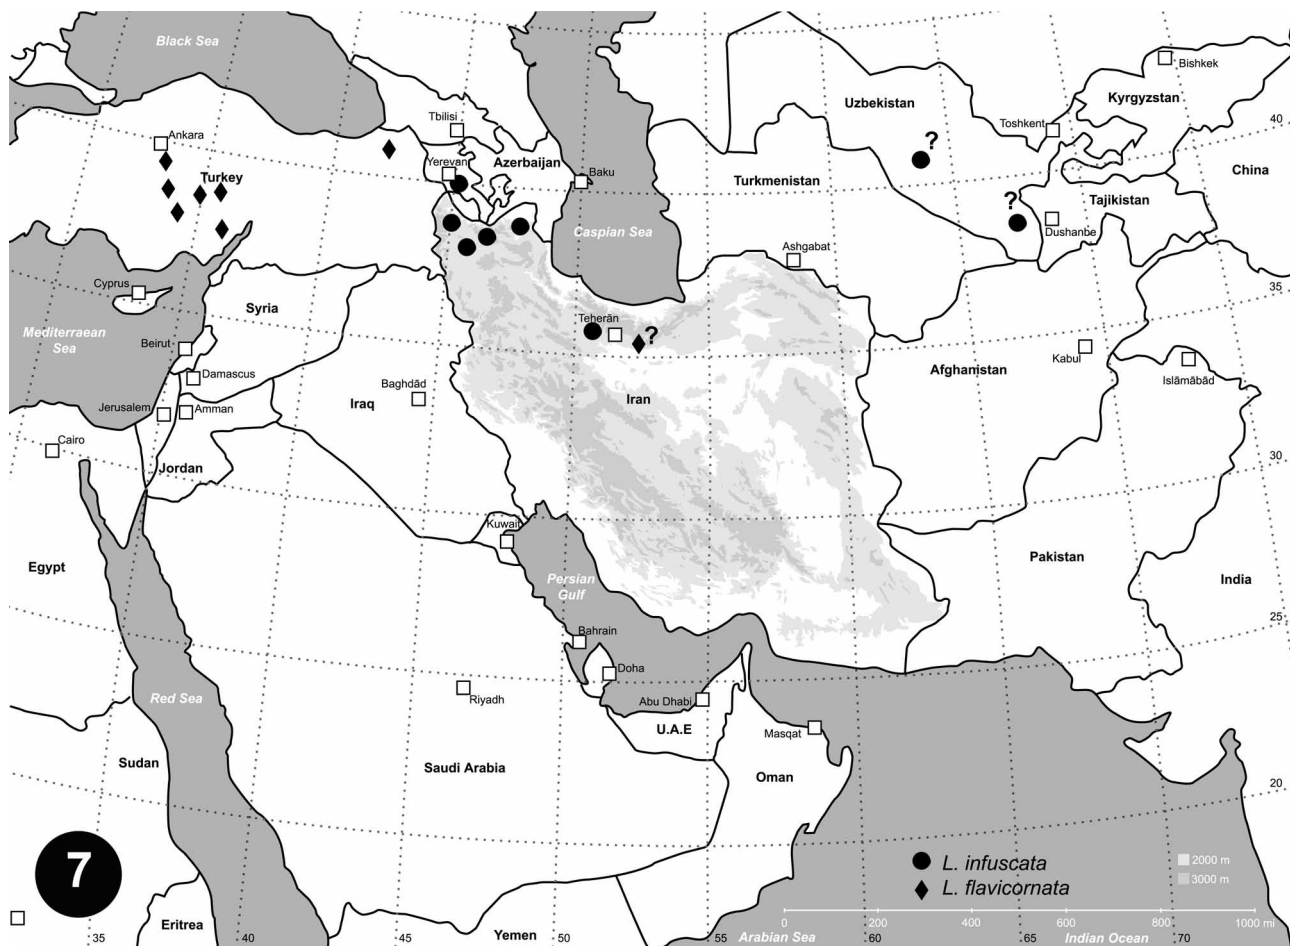 Black Sea
Bishkek
Kyrgyzstan
Uzbekistan
?
Toshkent
40
Tbilisi
Ankara
Yerevan
Azerbaijan
Baku
China
Turkey
Turkmenistan
?
Tajikistan
Dushanbe
Caspian Sea
Ashgabat
35
Cyprus
Syria
Teherān
?
Mediterraean
Sea
Beirut
Kabul
Damascus
Afghanistan
Islāmābād
Baghdād
Iraq
Iran
Jerusalem
Amman
Cairo
30
Jordan
Kuwait
Pakistan
Egypt
Persian
Gulf
India
25
Bahrain
Doha
Red Sea
Riyadh
Abu Dhabi
U.A.E
Masqat
Sudan
Saudi Arabia
Oman
20
7
L. infuscata
2000 m
3000 m
L. flavicornata
Eritrea
0 200 400 600 800 1000 mi
Yemen
Arabian Sea
Indian Ocean
35 40 45 50 55 60 65 70